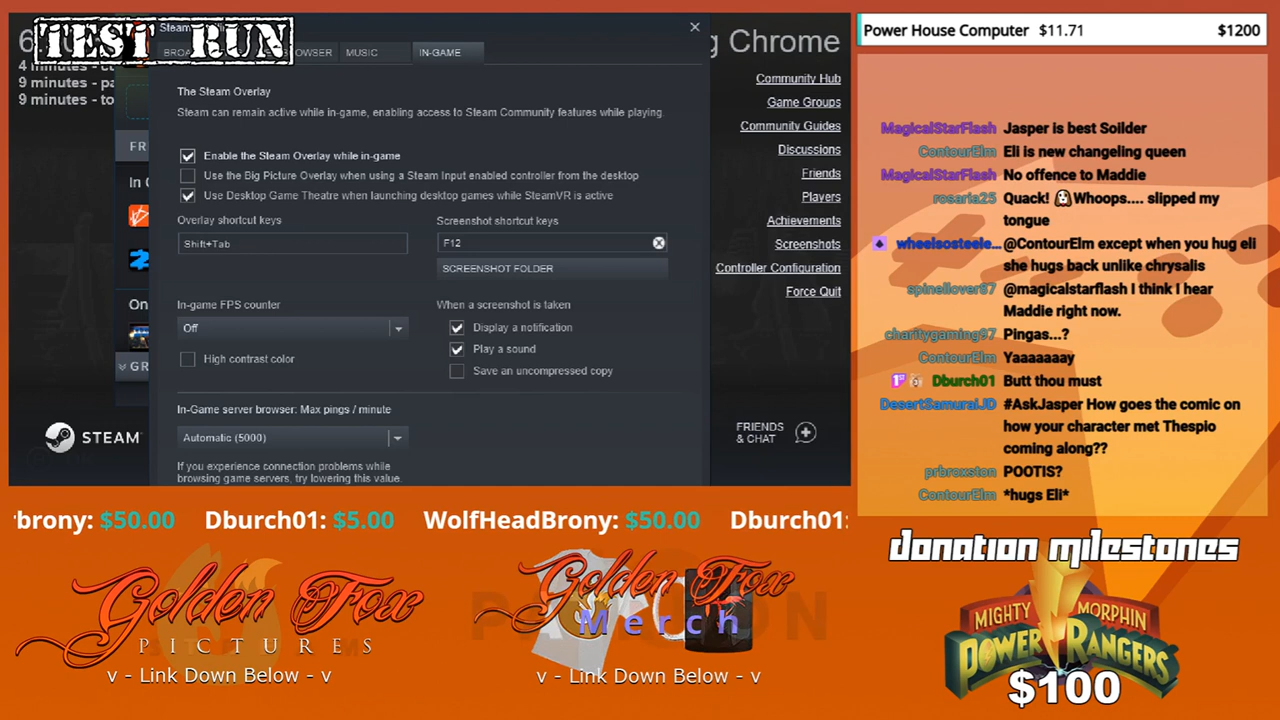 TEST RUN
Steam
BROWSER
MUSIC
IN-GAME
g Chrome
4 minutes - c
9 minutes - pa
9 minutes - to
The Steam Overlay
Steam can remain active while in-game, enabling access to Steam Community features while playing.
Enable the Steam Overlay while in-game
Use the Big Picture Overlay when using a Steam Input enabled controller from the desktop
Use Desktop Game Theatre when launching desktop games while SteamVR is active
Overlay shortcut keys
Shift+Tab
Screenshot shortcut keys
F12
SCREENSHOT FOLDER
In-game FPS counter
Off
High contrast color
When a screenshot is taken
Display a notification
Play a sound
Save an uncompressed copy
In-Game server browser: Max pings / minute
Automatic (5000)
If you experience connection problems while
browsing game servers, try lowering this value.
FR
In
On
GR
STEAM
Community Hub
Game Groups
Community Guides
Discussions
Friends
Players
Achievements
Screenshots
Controller Configuration
Force Quit
FRIENDS
& CHAT
Power House Computer $11.71 $1200
MagicalStarFlash Jasper is best Soilder
ContourElm Eli is new changeling queen
MagicalStarFlash No offence to Maddie
rosaria25 Quack! Whoops.... slipped my
tongue
wheelsosteele... @ContourElm except when you hug eli
she hugs back unlike chrysalis
spinellover87 @magicalstarflash I think I hear
Maddie right now.
charitygaming97 Pingas...?
ContourElm Yaaaaaaay
Dburch01 Butt thou must
DesertSamuraiJD #AskJasper How goes the comic on
how your character met Thespio
coming along??
prbroxston POOTIS?
ContourElm *hugs Eli*
brony: $50.00 Dburch01: $5.00 WolfHeadBrony: $50.00 Dburch01:
Golden Fox
PICTURES
v - Link Down Below - v
Golden Fox
Merch
v - Link Down Below - v
donation milestones
MIGHTY MORPHIN
POWER RANGERS
$100